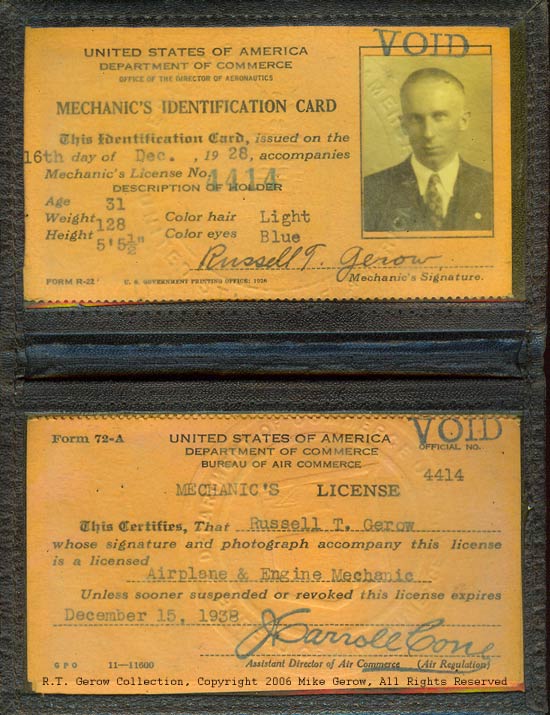 VOID
UNITED STATES OF AMERICA
DEPARTMENT OF COMMERCE
OFFICE OF THE DIRECTOR OF AERONAUTICS
MECHANIC'S IDENTIFICATION CARD
This Identification Card, issued on the
16th day of Dec. , 1928, accompanies
Mechanic's License No. 4414
DESCRIPTION OF HOLDER
Age 31
Weight 128 Color hair Light
Height 5'5½" Color eyes Blue
Russell T. Gerow
FORM R-22 U. S. GOVERNMENT PRINTING OFFICE: 1928 Mechanic's Signature.
VOID
Form 72-A UNITED STATES OF AMERICA
DEPARTMENT OF COMMERCE OFFICIAL NO.
BUREAU OF AIR COMMERCE
4414
MECHANIC'S LICENSE
This Certifies, That Russell T. Gerow
whose signature and photograph accompany this license
is a licensed
Airplane & Engine Mechanic
Unless sooner suspended or revoked this license expires
December 15, 1938
J Carroll Cone
GPO 11—11600 Assistant Director of Air Commerce (Air Regulation)
R.T. Gerow Collection, Copyright 2006 Mike Gerow, All Rights Reserved